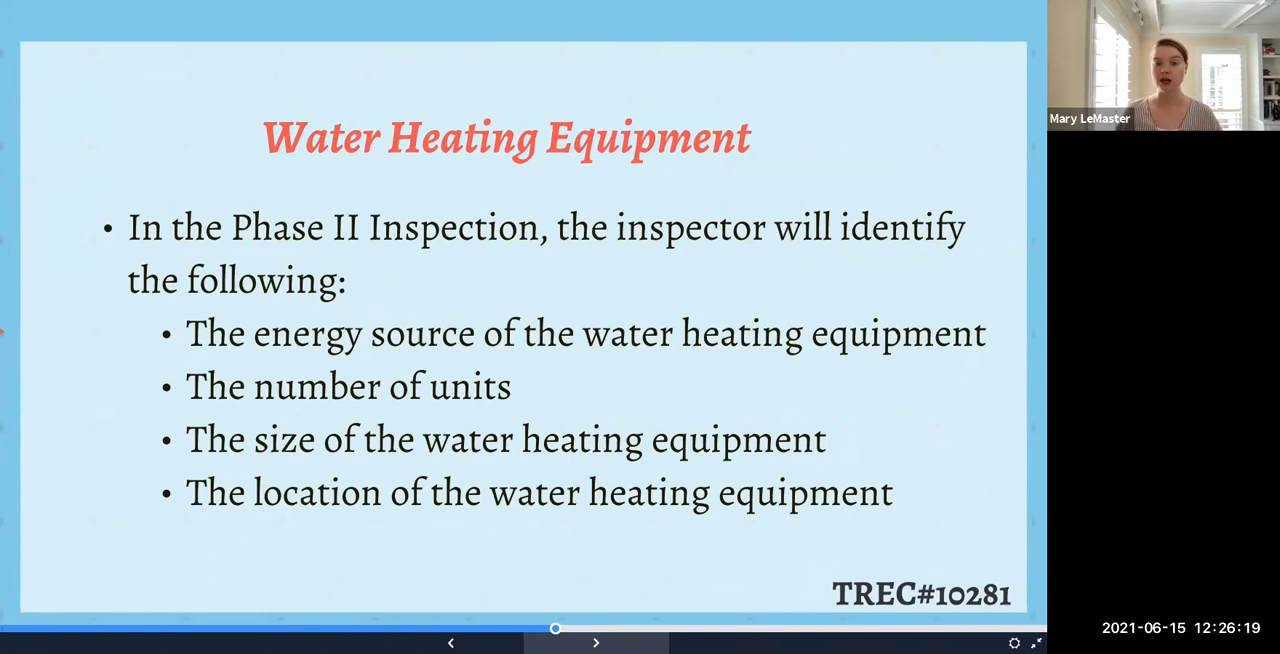 Water Heating Equipment
• In the Phase II Inspection, the inspector will identify
the following:
• The energy source of the water heating equipment
• The number of units
• The size of the water heating equipment
• The location of the water heating equipment
TREC#10281
Mary LeMaster
2021-06-15 12:26:19